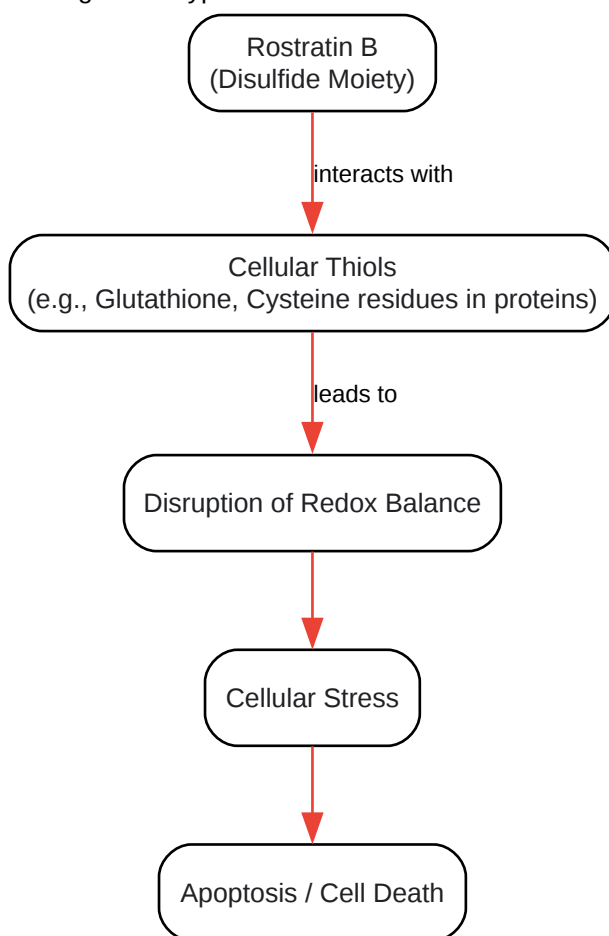 Rostratin B
(Disulfide Moiety)
interacts with
Cellular Thiols
(e.g., Glutathione, Cysteine residues in proteins)
leads to
Disruption of Redox Balance
Cellular Stress
Apoptosis / Cell Death